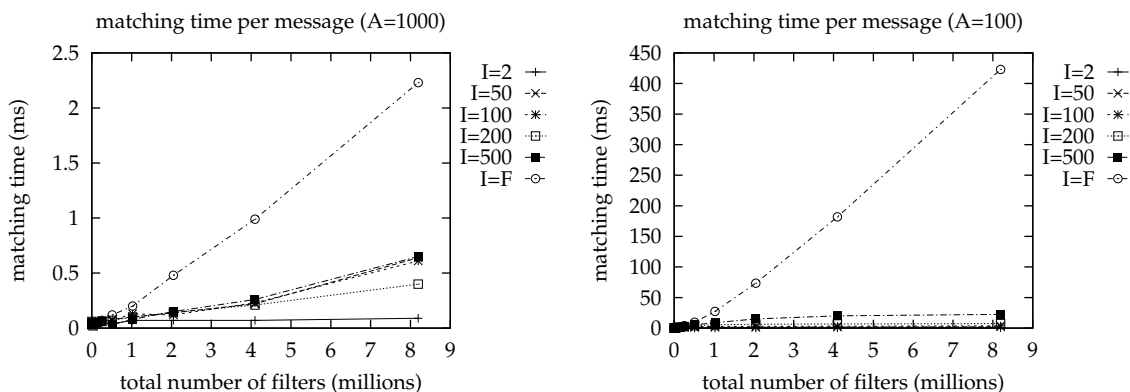 matching time per message (A=1000)
2.5
2
1.5
1
0.5
0
0 1 2 3 4 5 6 7 8 9
matching time (ms)
total number of filters (millions)
I=2
I=50
I=100
I=200
I=500
I=F
matching time per message (A=100)
450
400
350
300
250
200
150
100
50
0
0 1 2 3 4 5 6 7 8 9
matching time (ms)
total number of filters (millions)
I=2
I=50
I=100
I=200
I=500
I=F